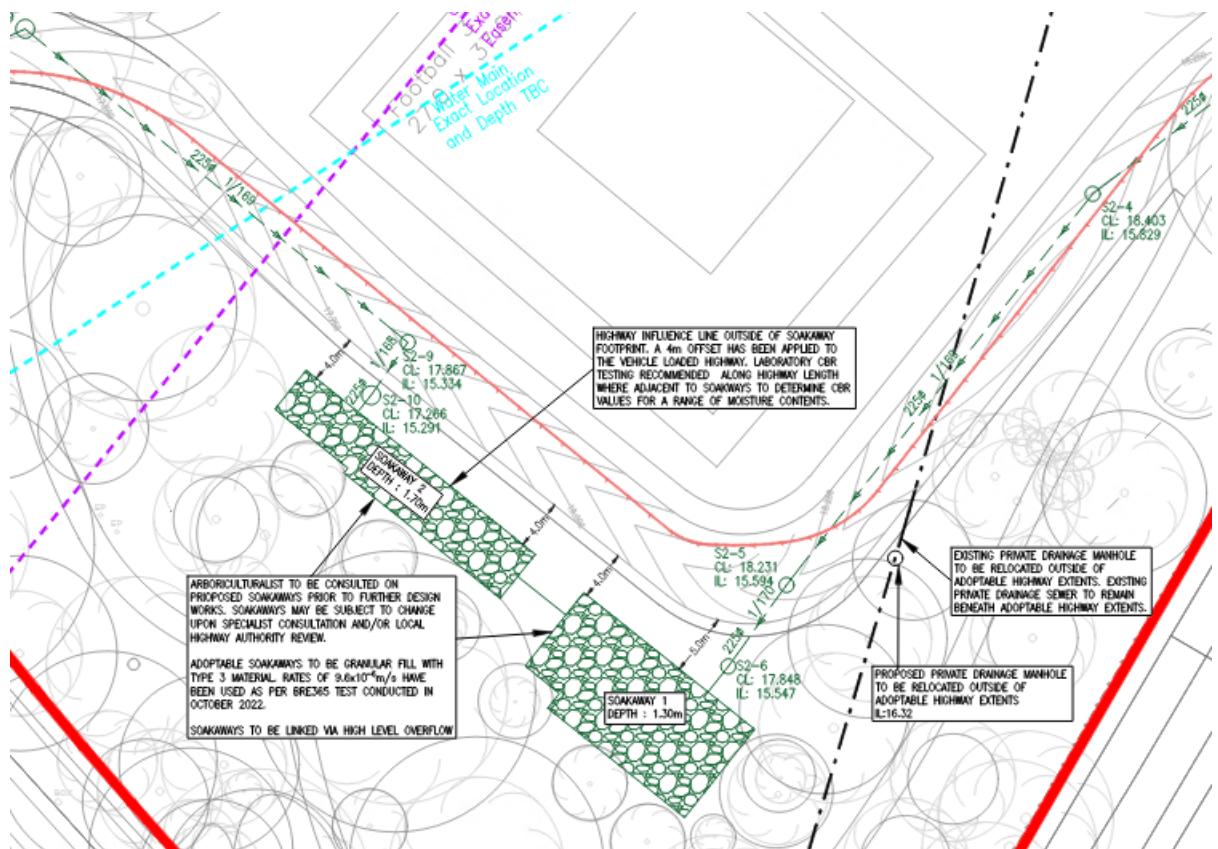 Football
270 x
Water Main
Exact Location
and Depth TBC
225ø 1/169
225ø
S2-4
CL: 18.403
IL: 15.829
225ø 1/169
1/168
225ø
S2-9
CL: 17.867
IL: 15.334
S2-10
CL: 17.266
IL: 15.291
4.0m
HIGHWAY INFLUENCE LINE OUTSIDE OF SOAKAWAY
FOOTPRINT. A 4m OFFSET HAS BEEN APPLIED TO
THE VEHICLE LOADED HIGHWAY. LABORATORY CBR
TESTING RECOMMENDED ALONG HIGHWAY LENGTH
WHERE ADJACENT TO SOAKWAYS TO DETERMINE CBR
VALUES FOR A RANGE OF MOISTURE CONTENTS.
SOAKAWAY 2
DEPTH : 1.70m
4.0m
4.0m
S2-5
CL: 18.231
IL: 15.594
225ø 1/170
5.0m
S2-6
CL: 17.848
IL: 15.547
SOAKAWAY 1
DEPTH : 1.30m
EXISTING PRIVATE DRAINAGE MANHOLE
TO BE RELOCATED OUTSIDE OF
ADOPTABLE HIGHWAY EXTENTS. EXISTING
PRIVATE DRAINAGE SEWER TO REMAIN
BENEATH ADOPTABLE HIGHWAY EXTENTS.
PROPOSED PRIVATE DRAINAGE MANHOLE
TO BE RELOCATED OUTSIDE OF
ADOPTABLE HIGHWAY EXTENTS
IL:16.32
ARBORICULTURALIST TO BE CONSULTED ON
PRIOPOSED SOAKAWAYS PRIOR TO FURTHER DESIGN
WORKS. SOAKAWAYS MAY BE SUBJECT TO CHANGE
UPON SPECIALIST CONSULTATION AND/OR LOCAL
HIGHWAY AUTHORITY REVIEW.
ADOPTABLE SOAKAWAYS TO BE GRANULAR FILL WITH
TYPE 3 MATERIAL. RATES OF 9.6x10⁻⁶m/s HAVE
BEEN USED AS PER BRE365 TEST CONDUCTED IN
OCTOBER 2022.
SOAKAWAYS TO BE LINKED VIA HIGH LEVEL OVERFLOW